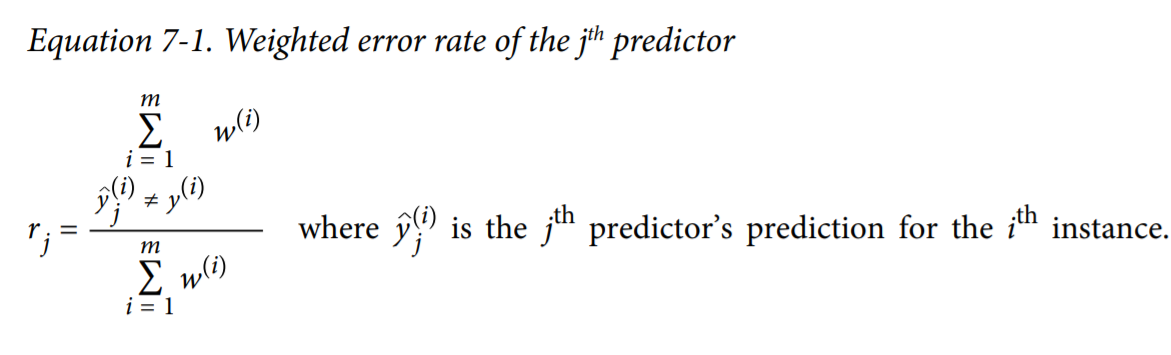 Equation 7-1. Weighted error rate of the jth predictor
m
∑ w(i)
i = 1
ŷj(i) ≠ y(i)
rj = where ŷj(i) is the jth predictor’s prediction for the ith instance.
m
∑ w(i)
i = 1